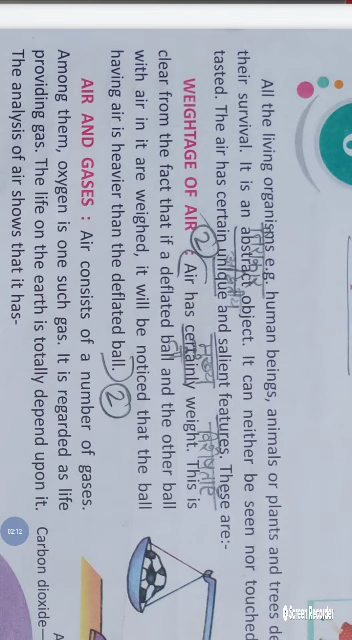 All the living organisms e.g. human beings, animals or plants and trees de
their survival. It is an abstract object. It can neither be seen nor touched
tasted. The air has certain unique and salient features. These are:-
WEIGHTAGE OF AIR : Air has certainly weight. This is
clear from the fact that if a deflated ball and the other ball
with air in it are weighed, it will be noticed that the ball
having air is heavier than the deflated ball. 2
AIR AND GASES : Air consists of a number of gases.
Among them, oxygen is one such gas. It is regarded as life
providing gas. The life on the earth is totally depend upon it.
The analysis of air shows that it has-
2
Carbon dioxide
02:12
Screen Recorder